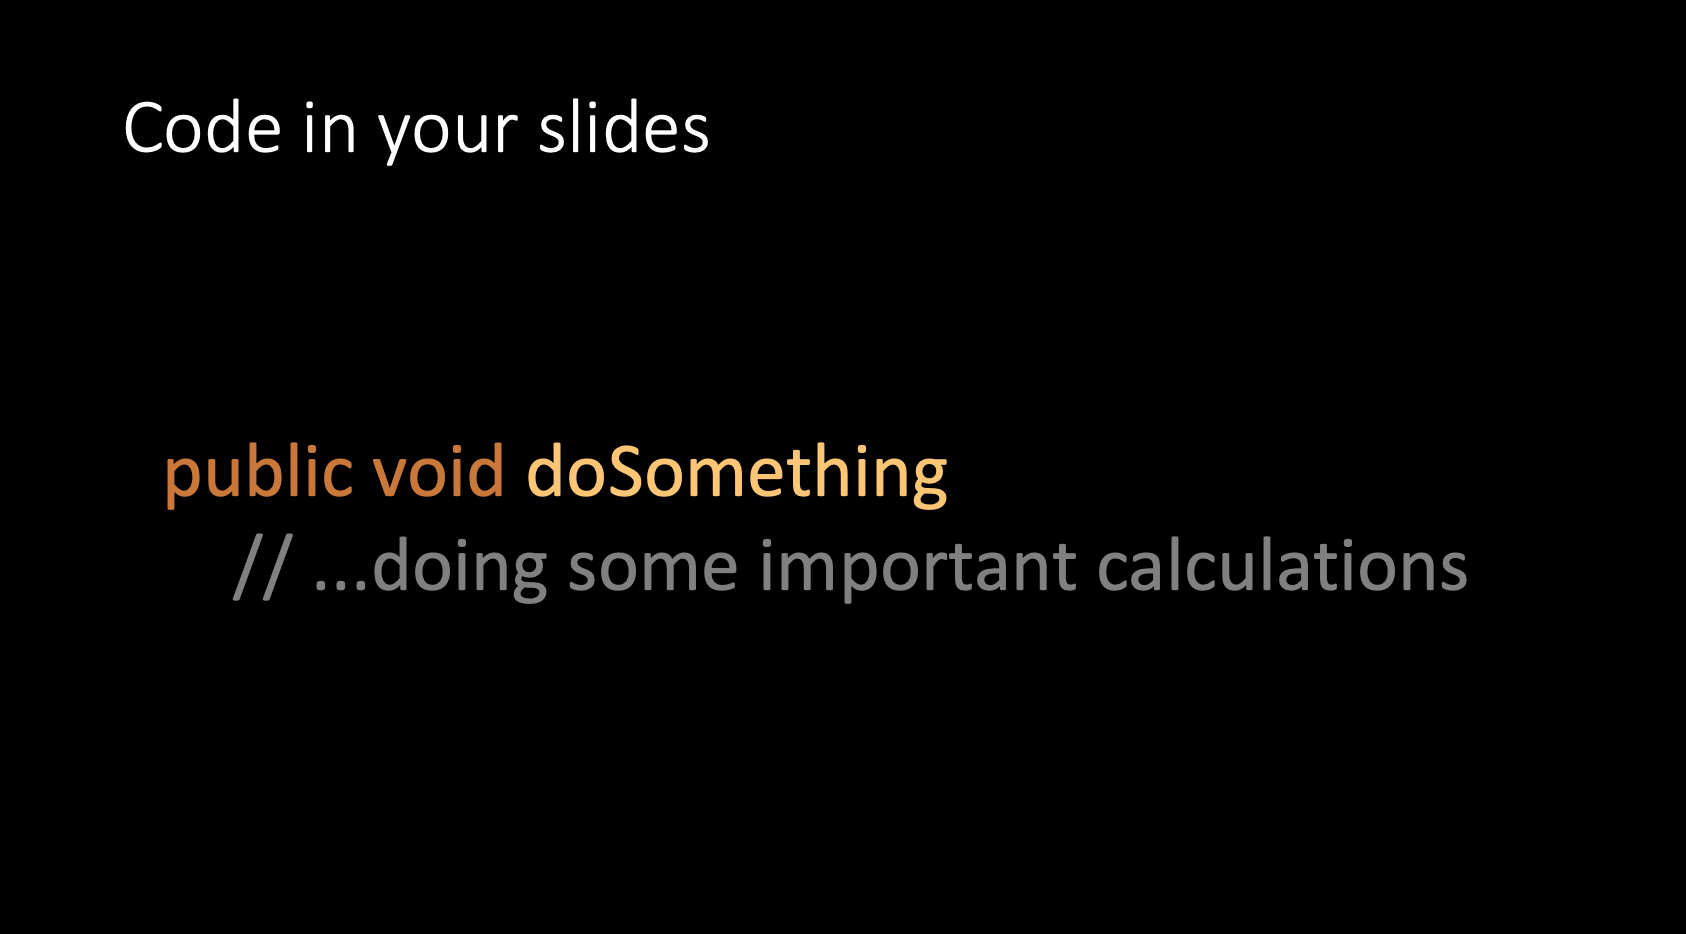 Code in your slides
public void doSomething
// ...doing some important calculations